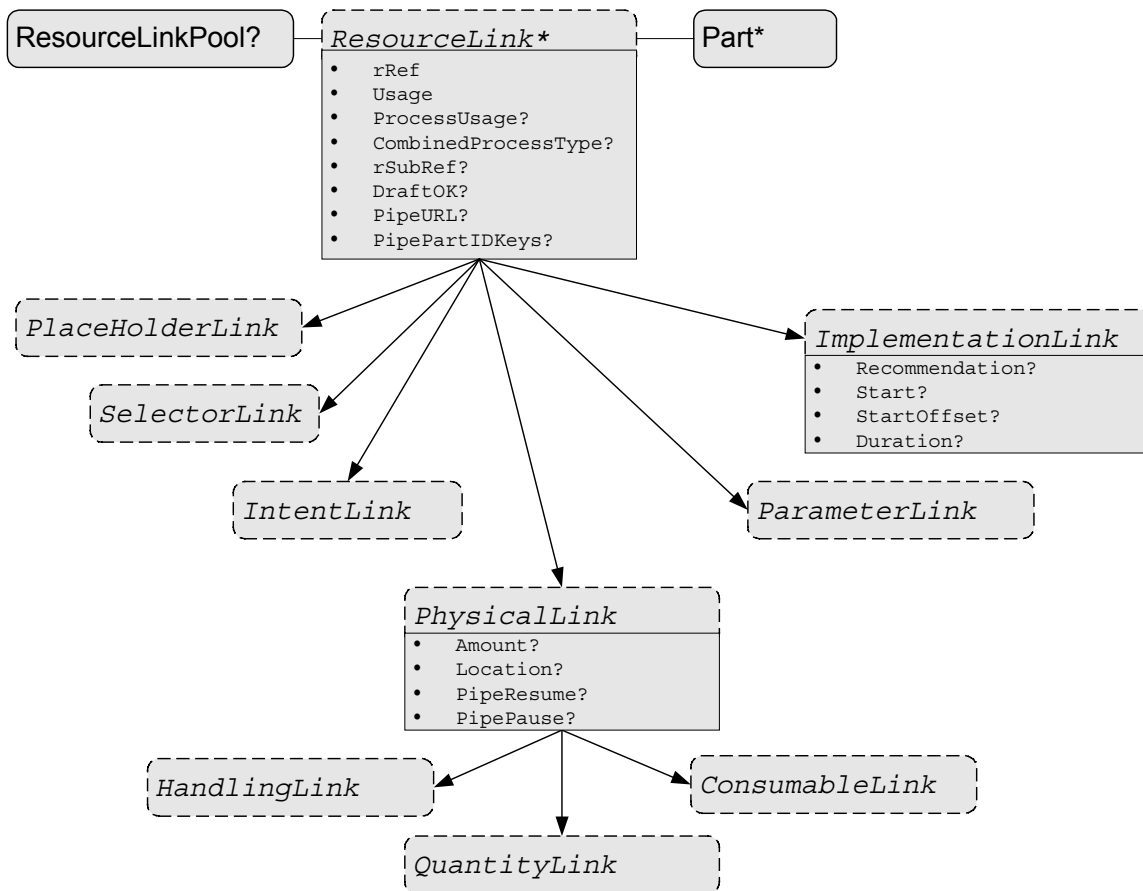 ResourceLinkPool?
ResourceLink*
Part*
• rRef
• Usage
• ProcessUsage?
• CombinedProcessType?
• rSubRef?
• DraftOK?
• PipeURL?
• PipePartIDKeys?
PlaceHolderLink
ImplementationLink
• Recommendation?
• Start?
• StartOffset?
• Duration?
SelectorLink
IntentLink
ParameterLink
PhysicalLink
• Amount?
• Location?
• PipeResume?
• PipePause?
HandlingLink
ConsumableLink
QuantityLink